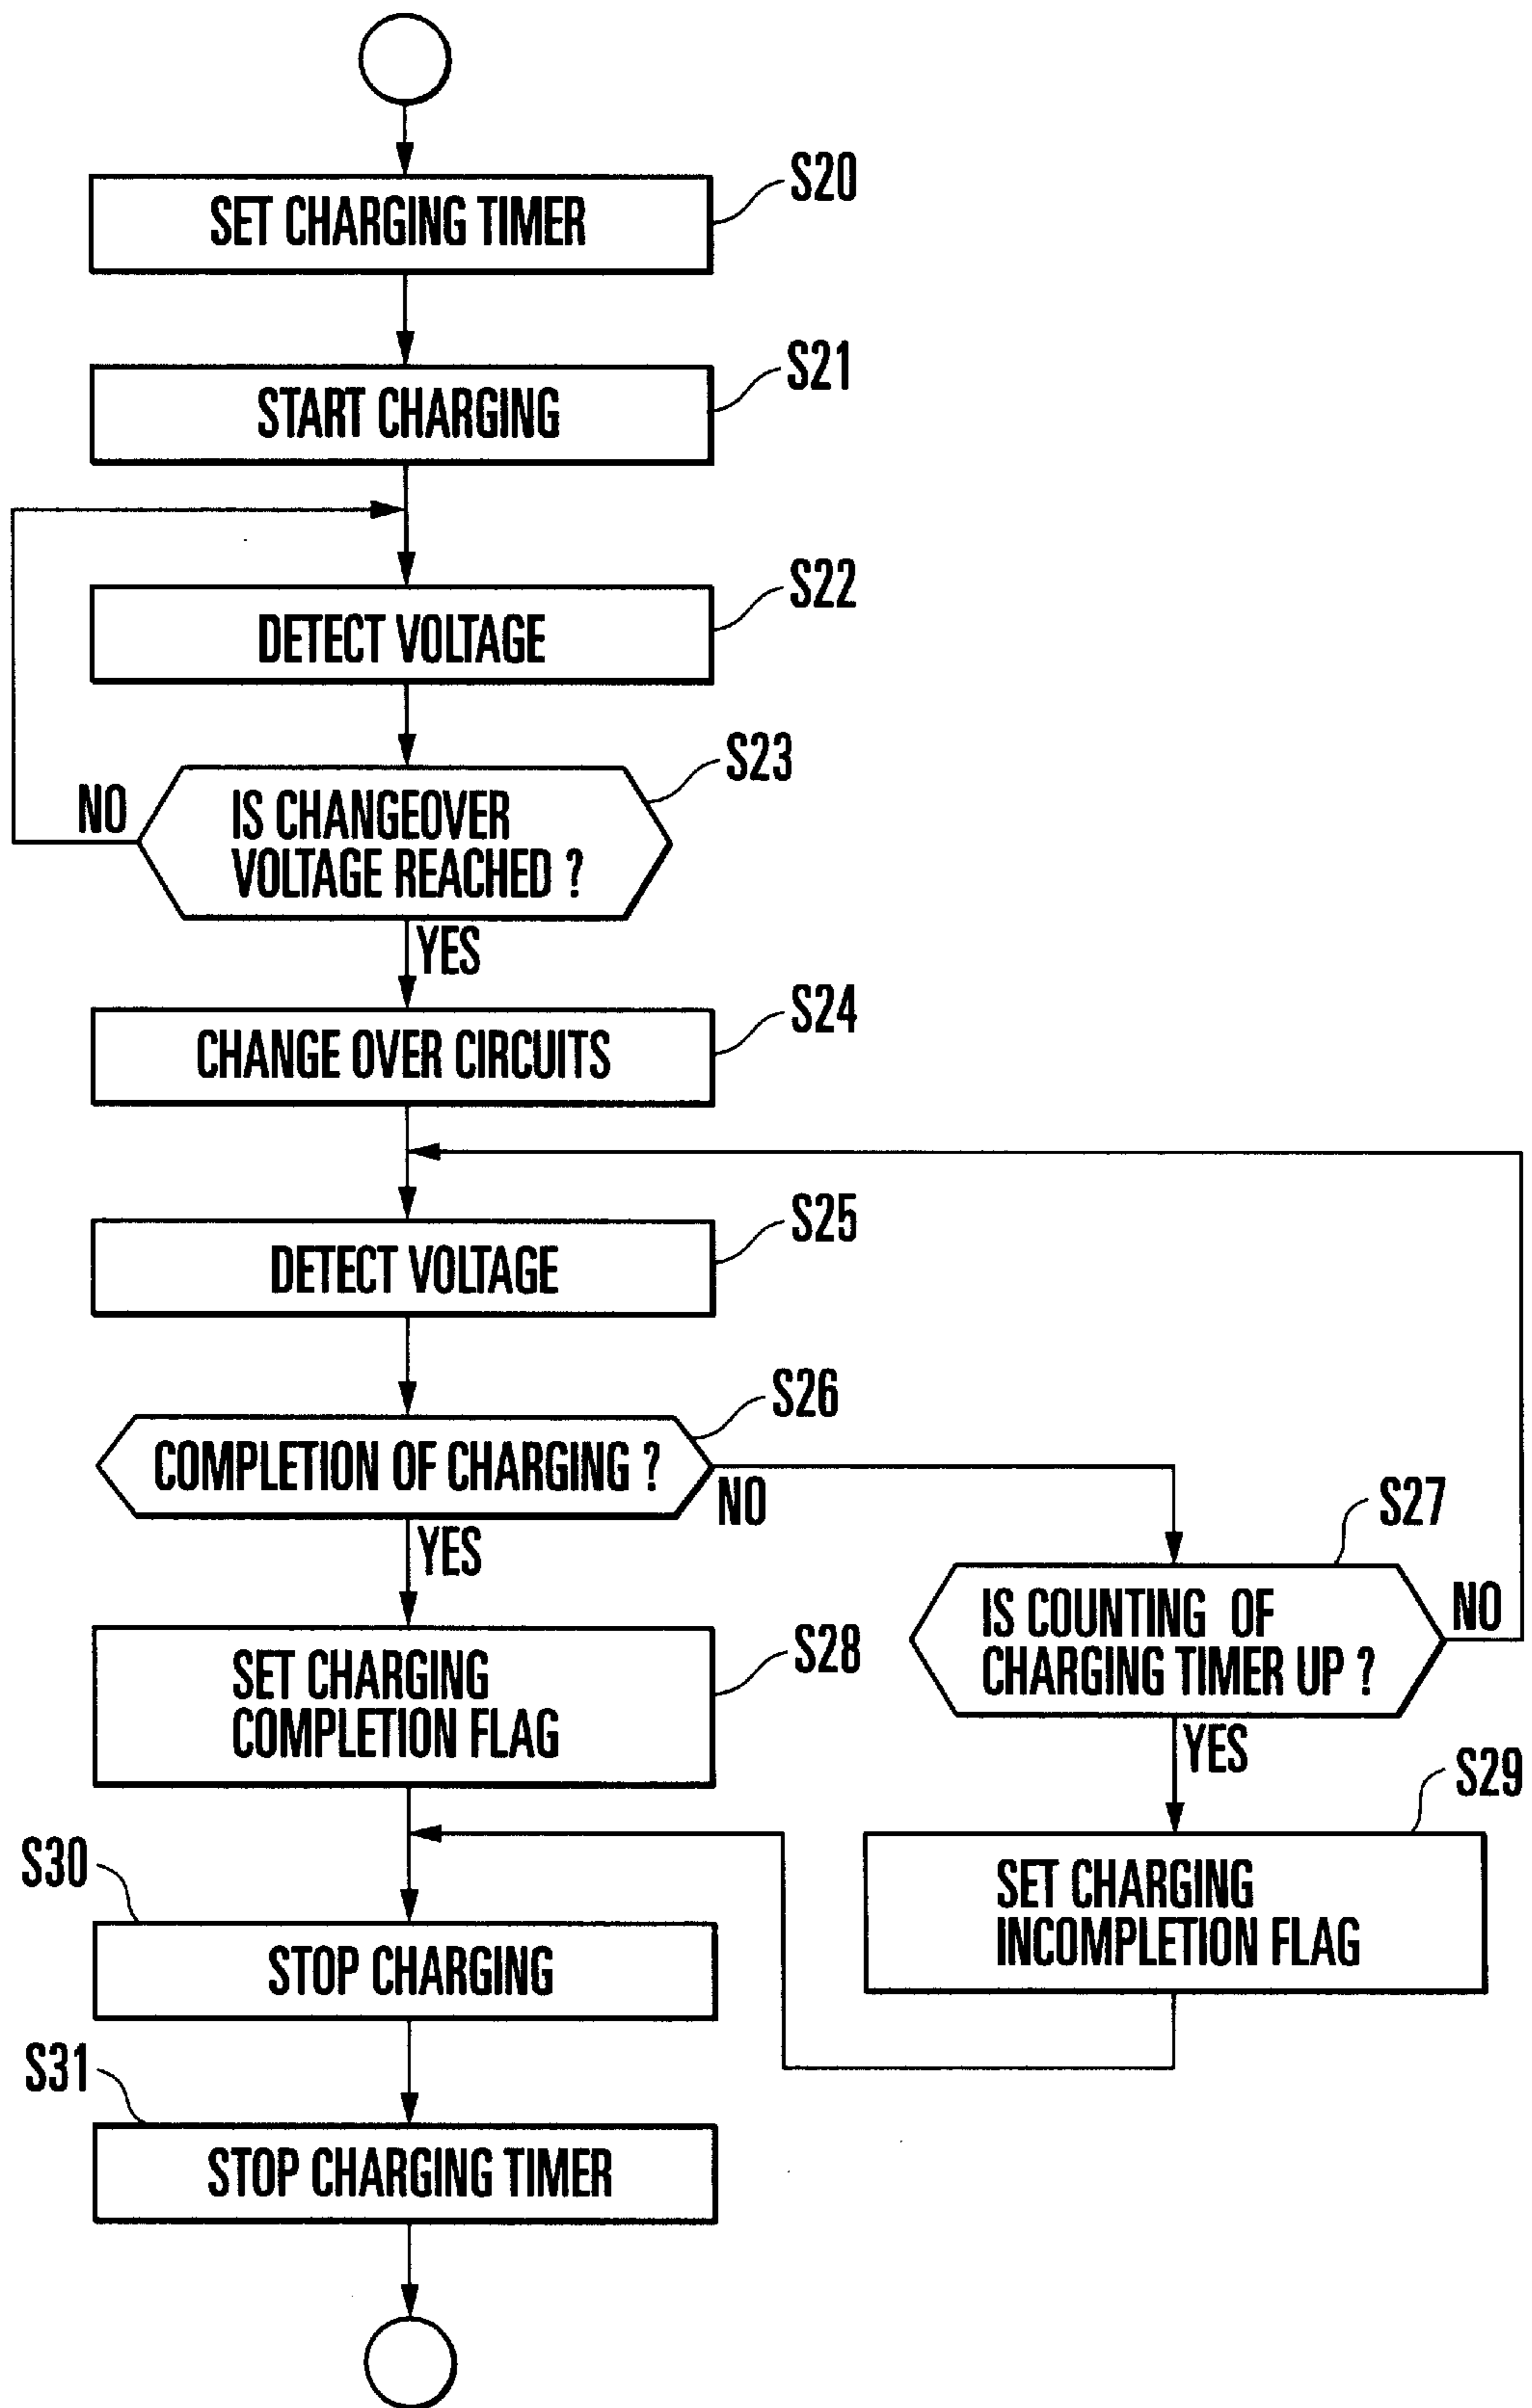 S20
SET CHARGING TIMER
S21
START CHARGING
S22
DETECT VOLTAGE
S23
NO
IS CHANGEOVER
VOLTAGE REACHED ?
YES
S24
CHANGE OVER CIRCUITS
S25
DETECT VOLTAGE
S26
COMPLETION OF CHARGING ?
NO
YES
S27
IS COUNTING OF
CHARGING TIMER UP ?
NO
YES
S28
SET CHARGING
COMPLETION FLAG
S29
SET CHARGING
INCOMPLETION FLAG
S30
STOP CHARGING
S31
STOP CHARGING TIMER